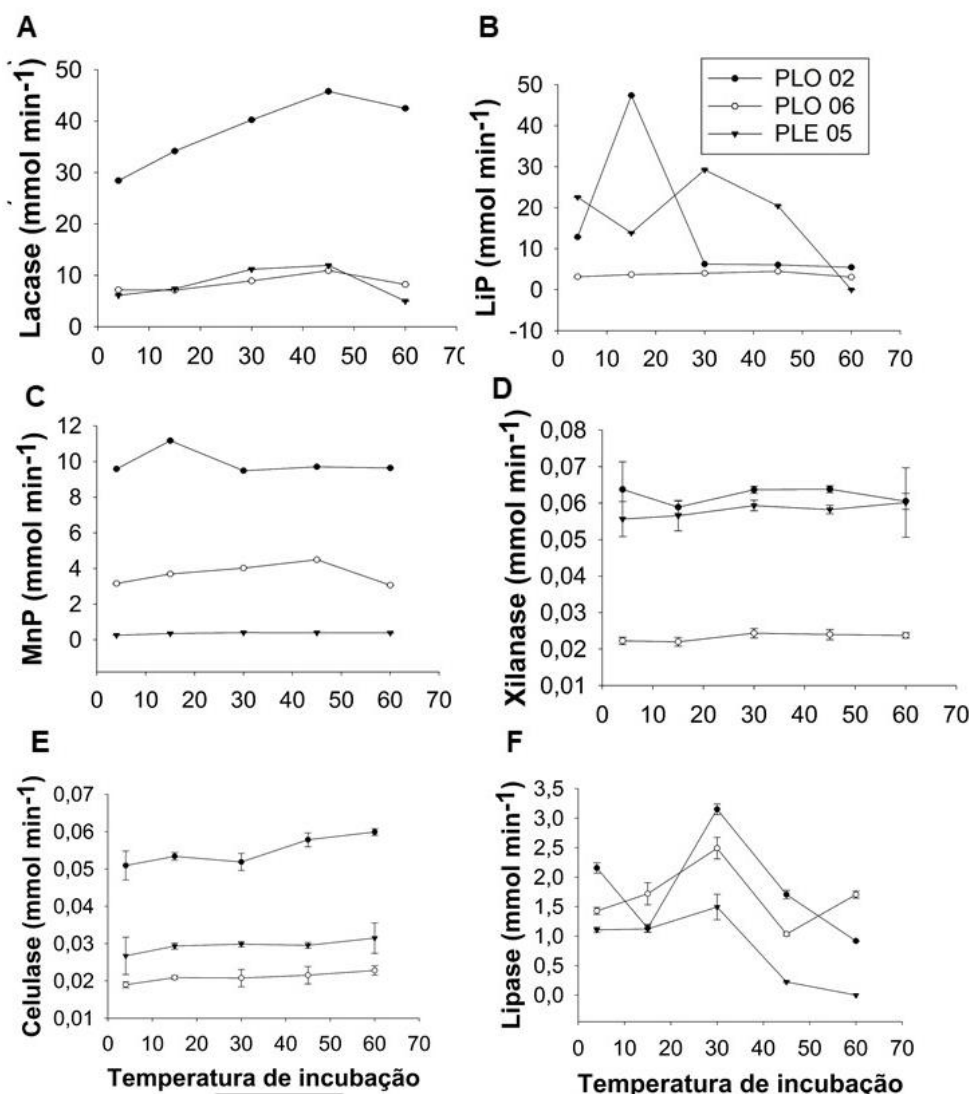 A
Lacase (mmol min-1)
50
40
30
20
10
0
0 10 20 30 40 50 60 70
B
LiP (mmol min-1)
50
40
30
20
10
0
-10
0 10 20 30 40 50 60 70
PLO 02
PLO 06
PLE 05
C
MnP (mmol min-1)
12
10
8
6
4
2
0
0 10 20 30 40 50 60 70
D
Xilanase (mmol min-1)
0,08
0,07
0,06
0,05
0,04
0,03
0,02
0,01
0 10 20 30 40 50 60 70
E
Celulase (mmol min-1)
0,07
0,06
0,05
0,04
0,03
0,02
0,01
0 10 20 30 40 50 60 70
Temperatura de incubação
F
Lipase (mmol min-1)
3,5
3,0
2,5
2,0
1,5
1,0
0,5
0,0
0 10 20 30 40 50 60 70
Temperatura de incubação